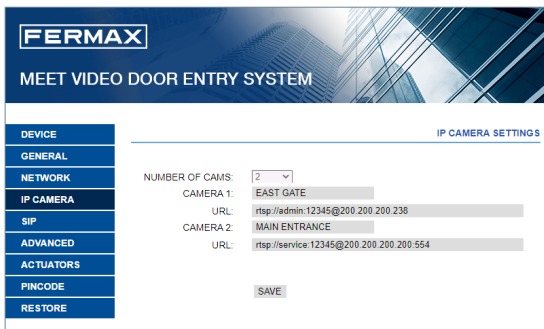 FERMAX
MEET VIDEO DOOR ENTRY SYSTEM
DEVICE
IP CAMERA SETTINGS
GENERAL
NETWORK
NUMBER OF CAMS: 2
IP CAMERA
CAMERA 1: EAST GATE
URL: rtsp://admin:12345@200.200.200.238
SIP
CAMERA 2: MAIN ENTRANCE
ADVANCED
URL: rtsp://service:12345@200.200.200.200:554
ACTUATORS
PINCODE
SAVE
RESTORE